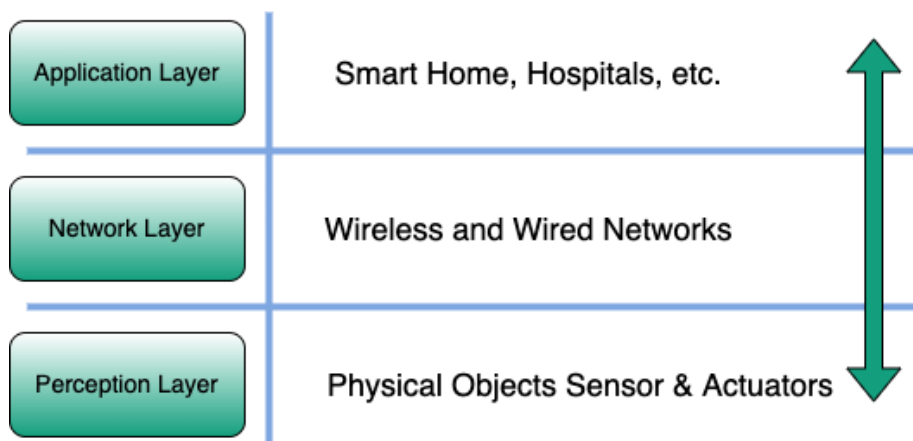 Application Layer
Smart Home, Hospitals, etc.
Network Layer
Wireless and Wired Networks
Perception Layer
Physical Objects Sensor & Actuators